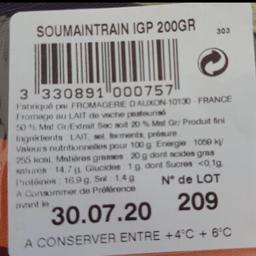 SOUMAINTRAIN IGP 200GR
303
3 330891 000757
Fabriqué par FROMAGERIE D'AUXON-10130 - FRANCE
Fromage au LAIT de vache pasteurisé
50 % Mat Gr/Extrait Sec soit 20 % Mat Gr/ Produit fini
Ingrédients : LAIT, sel, ferments, présure
Valeurs nutritionnelles pour 100 g Energie 1059 kj/
255 kcal, Matières grasses 20 g dont acides gras
saturés 14,7 g, Glucides 1 g, dont Sucres <0,1g,
Protéines : 16,9 g, Sel 1.4 g
A Consommer de Préférence
avant le
N° de LOT
30.07.20 209
A CONSERVER ENTRE +4°C + 6°C